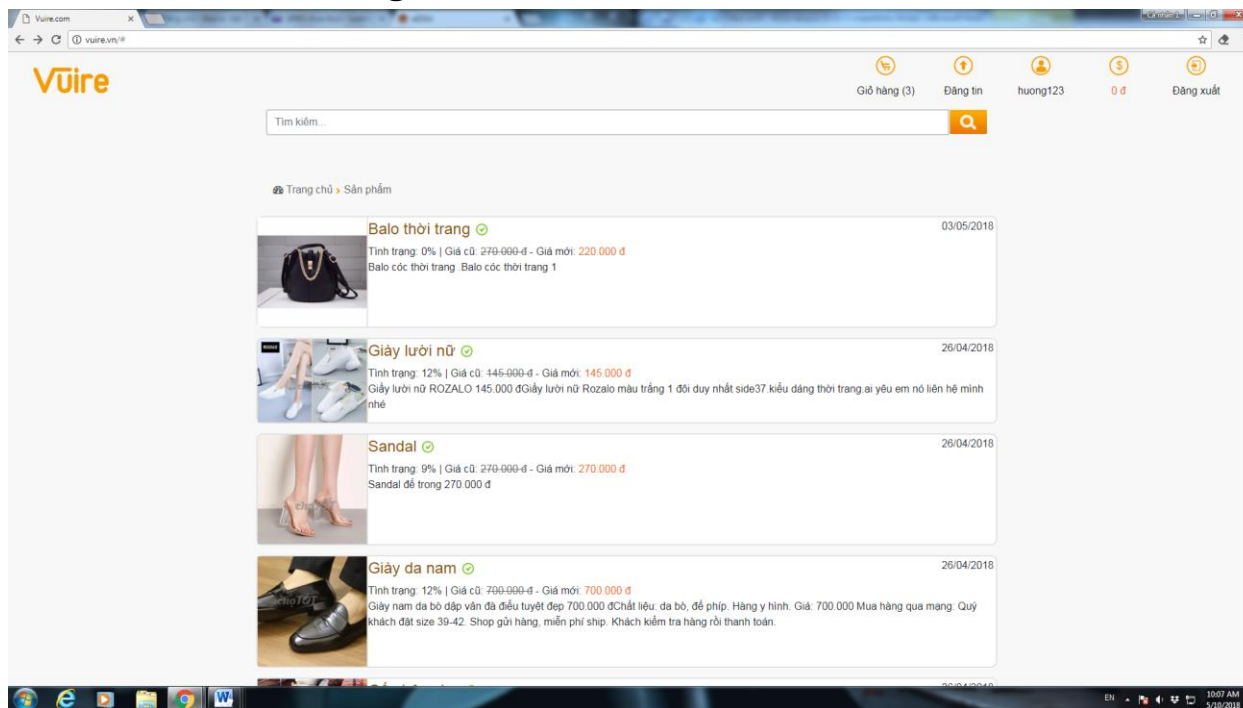 Vuire.com
vuire.vn/#
Vūire
Giỏ hàng (3)
Đăng tin
huong123
0 đ
Đăng xuất
Tìm kiếm...
Trang chủ › Sản phẩm
Balo thời trang
03/05/2018
Tình trạng: 0% | Giá cũ: 270.000 đ - Giá mới: 220.000 đ
Balo cóc thời trang .Balo cóc thời trang 1
Giày lười nữ
26/04/2018
Tình trạng: 12% | Giá cũ: 145.000 đ - Giá mới: 145.000 đ
Giầy lười nữ ROZALO 145.000 đGiầy lười nữ Rozalo màu trắng 1 đôi duy nhất side37.kiểu dáng thời trang.ai yêu em nó liên hệ mình
nhé
Sandal
26/04/2018
Tình trạng: 9% | Giá cũ: 270.000 đ - Giá mới: 270.000 đ
Sandal đế trong 270.000 đ
Giày da nam
26/04/2018
Tình trạng: 12% | Giá cũ: 700.000 đ - Giá mới: 700.000 đ
Giày nam da bò dập vân đà điểu tuyệt đẹp 700.000 đChất liệu: da bò, đế phíp. Hàng y hình. Giá: 700.000 Mua hàng qua mạng: Quý
khách đặt size 39-42. Shop gửi hàng, miễn phí ship. Khách kiểm tra hàng rồi thanh toán.
26/04/2018
EN
10:07 AM
5/10/2018